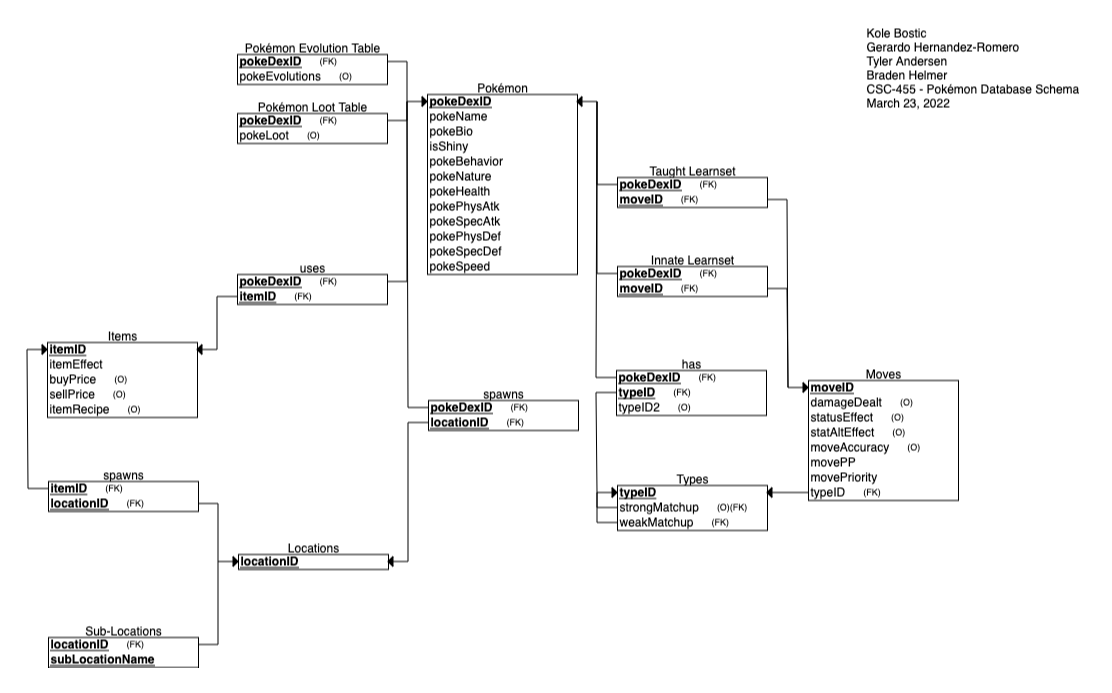 Kole Bostic
Gerardo Hernandez-Romero
Tyler Andersen
Braden Helmer
CSC-455 - Pokémon Database Schema
March 23, 2022
Pokémon Evolution Table
pokeDexID (FK)
pokeEvolutions (O)
Pokémon Loot Table
pokeDexID (FK)
pokeLoot (O)
Pokémon
pokeDexID
pokeName
pokeBio
isShiny
pokeBehavior
pokeNature
pokeHealth
pokePhysAtk
pokeSpecAtk
pokePhysDef
pokeSpecDef
pokeSpeed
Taught Learnset
pokeDexID (FK)
moveID (FK)
Innate Learnset
pokeDexID (FK)
moveID (FK)
uses
pokeDexID (FK)
itemID (FK)
Items
itemID
itemEffect
buyPrice (O)
sellPrice (O)
itemRecipe (O)
has
pokeDexID (FK)
typeID (FK)
typeID2 (O)
Moves
moveID
damageDealt (O)
statusEffect (O)
statAltEffect (O)
moveAccuracy (O)
movePP
movePriority
typeID (FK)
spawns
pokeDexID (FK)
locationID (FK)
spawns
itemID (FK)
locationID (FK)
Types
typeID
strongMatchup (O)(FK)
weakMatchup (FK)
Locations
locationID
Sub-Locations
locationID (FK)
subLocationName